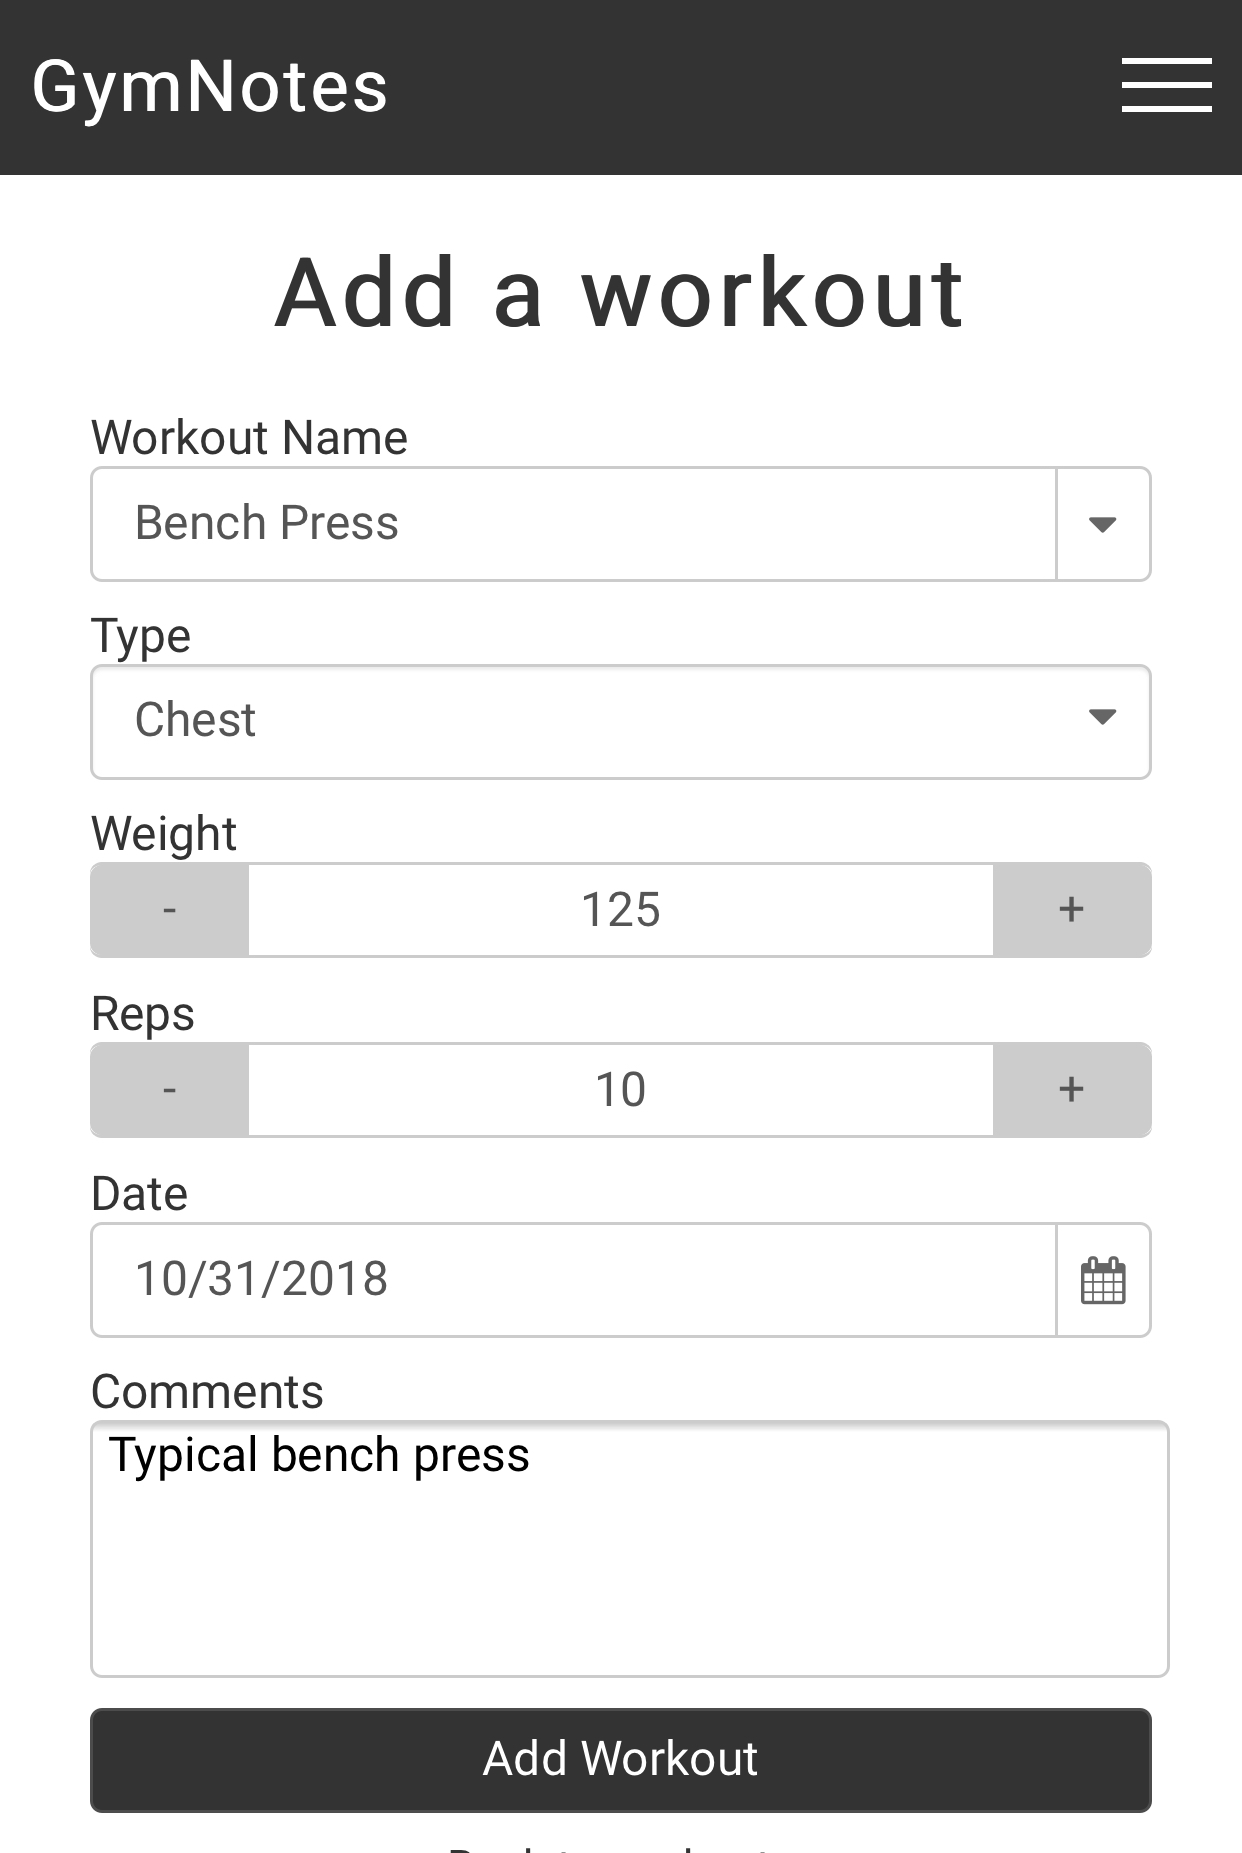 GymNotes
Add a workout
Workout Name
Bench Press
Type
Chest
Weight
- 125 +
Reps
- 10 +
Date
10/31/2018
Comments
Typical bench press
Add Workout